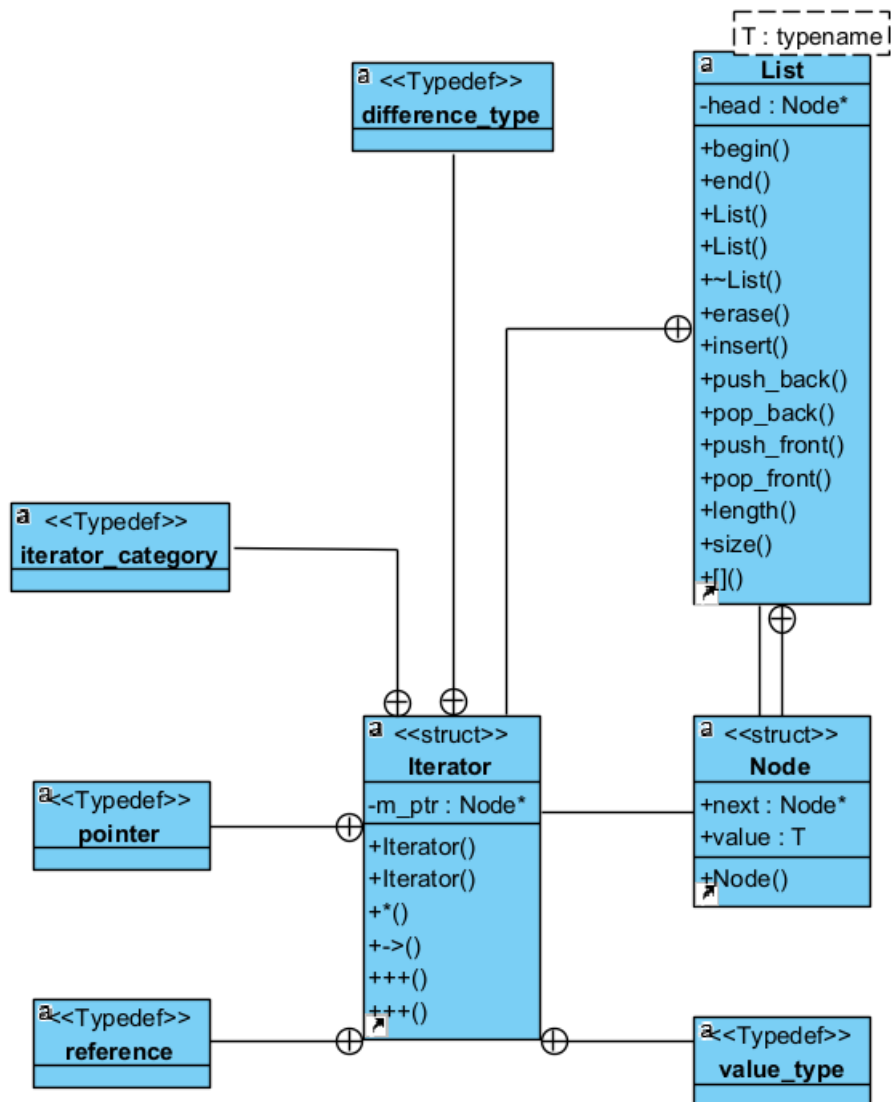 T : typename
List
-head : Node*
+begin()
+end()
+List()
+List()
+~List()
+erase()
+insert()
+push_back()
+pop_back()
+push_front()
+pop_front()
+length()
+size()
+[]()
<<Typedef>>
difference_type
<<Typedef>>
iterator_category
<<struct>>
Iterator
-m_ptr : Node*
+Iterator()
+Iterator()
+*()
+->()
+++()
+++()
<<struct>>
Node
+next : Node*
+value : T
+Node()
<<Typedef>>
pointer
<<Typedef>>
reference
<<Typedef>>
value_type